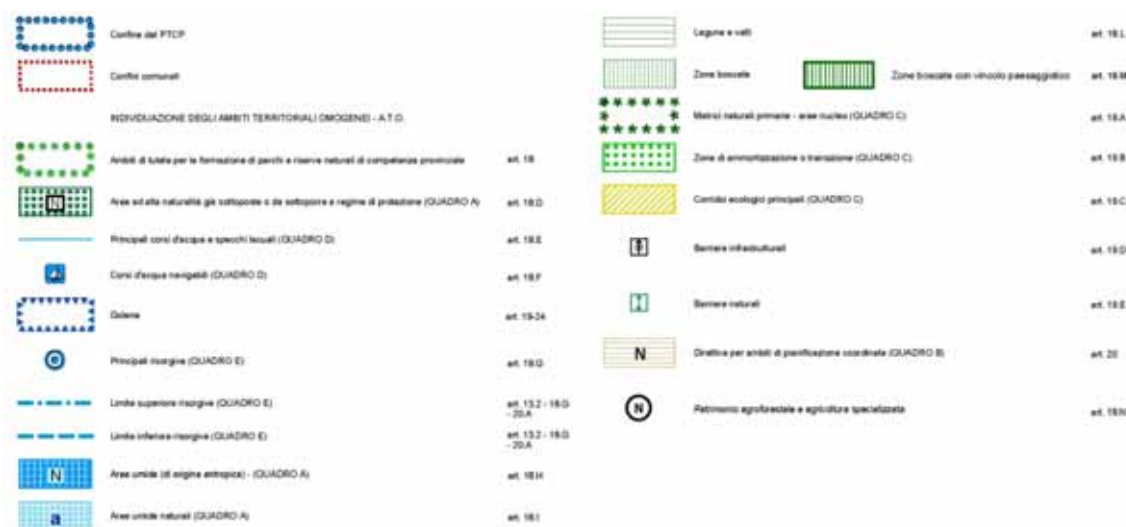 Confine del PTCP
Confini comunali
INDIVIDUAZIONE DEGLI AMBITI TERRITORIALI OMOGENEI - A.T.O.
Ambiti di tutela per la formazione di parchi e riserve naturali di competenza provinciale art. 18
N Aree ad alta naturalità già sottoposte o da sottoporre a regime di protezione (QUADRO A) art. 18.D
Principali corsi d'acqua e specchi lacuali (QUADRO D) art. 18.E
Corsi d'acqua navigabili (QUADRO D) art. 18.F
Golene art. 19-24
Principali risorgive (QUADRO E) art. 18.G
Limite superiore risorgive (QUADRO E) art. 13.2 - 18.G
- 20.A
Limite inferiore risorgive (QUADRO E) art. 13.2 - 18.G
- 20.A
N Aree umide (di origine antropica) - (QUADRO A) art. 18.H
a Aree umide naturali (QUADRO A) art. 18.I
Lagune e valli art. 18.L
Zone boscate Zone boscate con vincolo paesaggistico art. 18.M
Matrici naturali primarie - aree nucleo (QUADRO C) art. 19.A
Zone di ammortizzazione o transizione (QUADRO C) art. 19.B
Corridoi ecologici principali (QUADRO C) art. 19.C
Barriere infrastrutturali art. 19.D
Barriere naturali art. 19.E
N Direttive per ambiti di pianificazione coordinata (QUADRO B) art. 20
N Patrimonio agroforestale e agricoltura specializzata art. 18.N